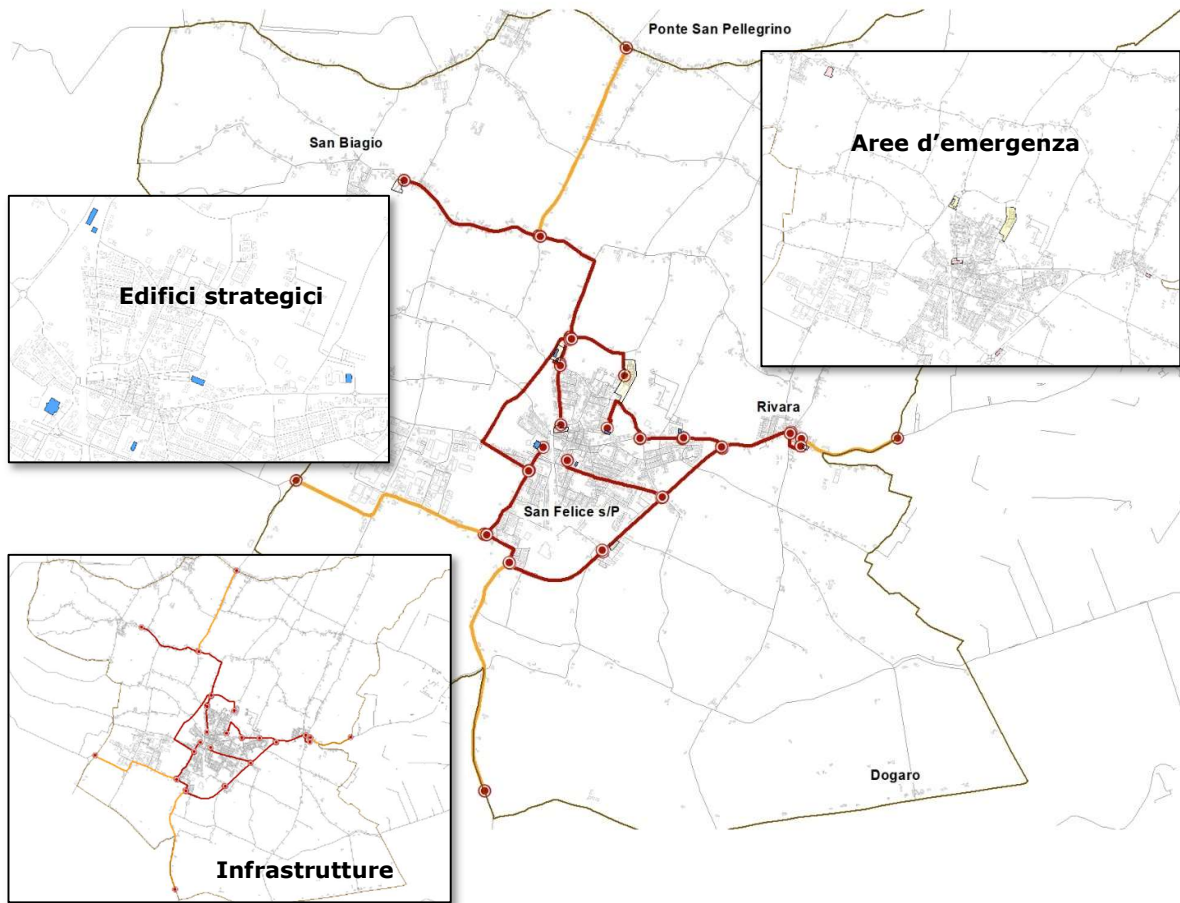 Ponte San Pellegrino
San Biagio
Aree d'emergenza
Edifici strategici
Rivara
San Felice s/P
Dogaro
Infrastrutture